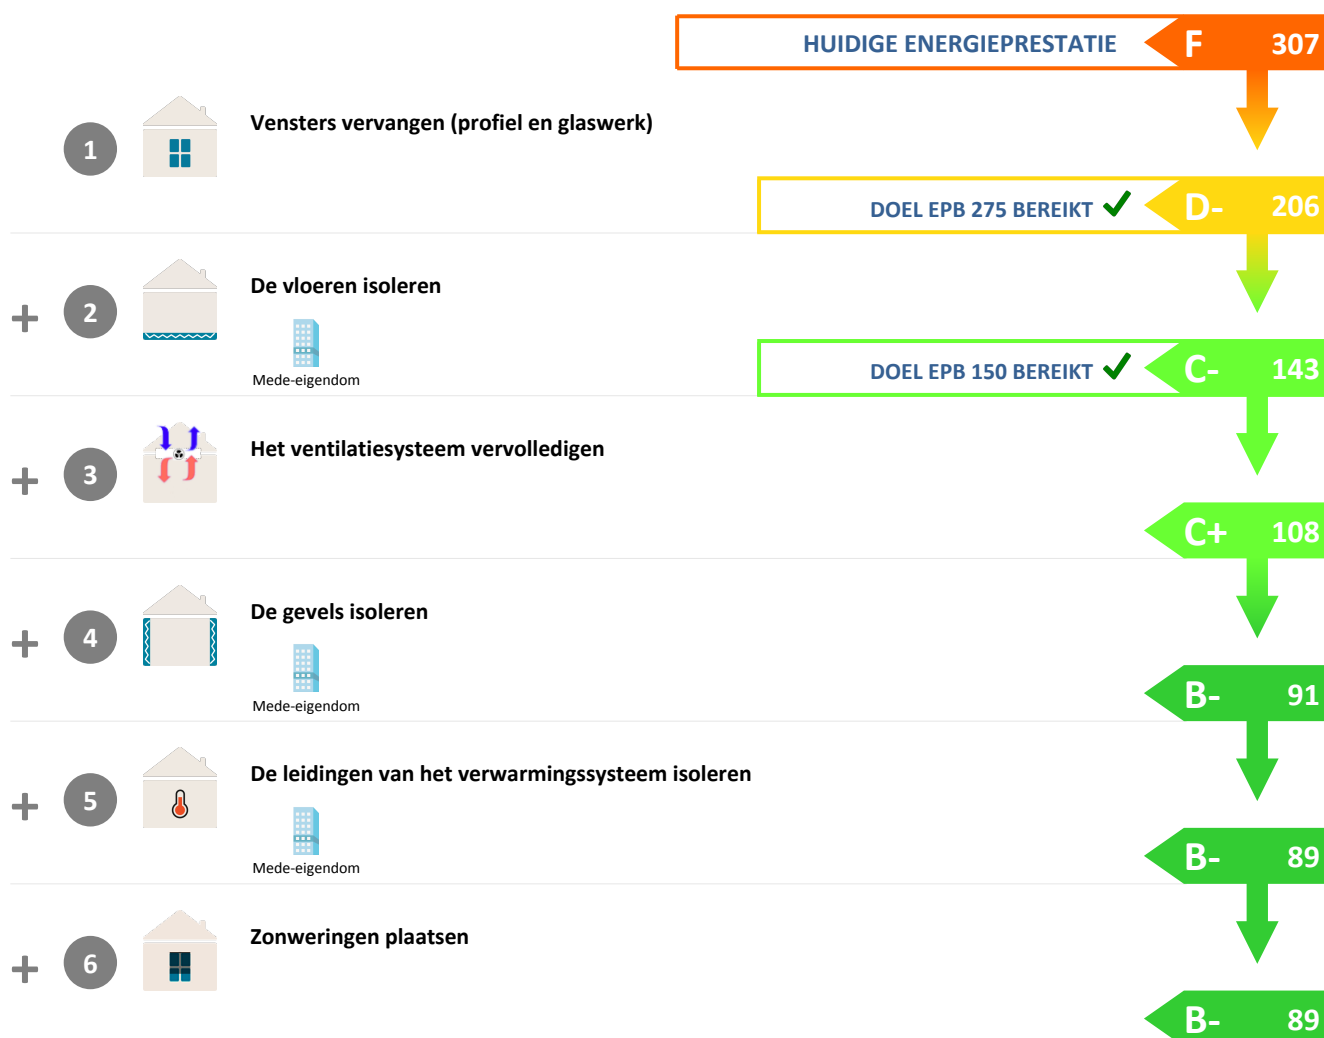 HUIDIGE ENERGIEPRESTATIE F 307
1 Vensters vervangen (profiel en glaswerk)
DOEL EPB 275 BEREIKT D- 206
+ 2 De vloeren isoleren
Mede-eigendom
DOEL EPB 150 BEREIKT C- 143
+ 3 Het ventilatiesysteem vervolledigen
C+ 108
+ 4 De gevels isoleren
Mede-eigendom
B- 91
+ 5 De leidingen van het verwarmingssysteem isoleren
Mede-eigendom
B- 89
+ 6 Zonweringen plaatsen
B- 89